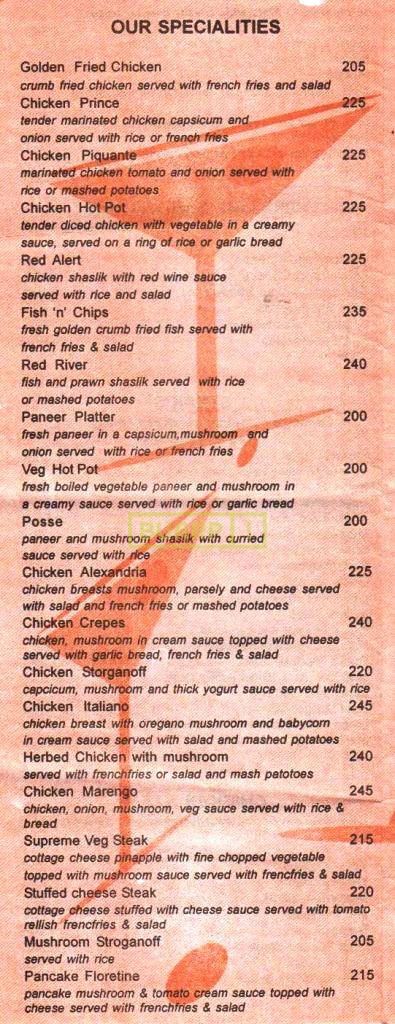 OUR SPECIALITIES
Golden Fried Chicken 205
crumb fried chicken served with french fries and salad
Chicken Prince 225
tender marinated chicken capsicum and
onion served with rice or french fries
Chicken Piquante 225
marinated chicken tomato and onion served with
rice or mashed potatoes
Chicken Hot Pot 225
tender diced chicken with vegetable in a creamy
sauce, served on a ring of rice or garlic bread
Red Alert 225
chicken shaslik with red wine sauce
served with rice and salad
Fish 'n' Chips 235
fresh golden crumb fried fish served with
french fries & salad
Red River 240
fish and prawn shaslik served with rice
or mashed potatoes
Paneer Platter 200
fresh paneer in a capsicum,mushroom and
onion served with rice or french fries
Veg Hot Pot 200
fresh boiled vegetable paneer and mushroom in
a creamy sauce served with rice or garlic bread
Posse 200
paneer and mushroom shaslik with curried
sauce served with rice
Chicken Alexandria 225
chicken breasts mushroom, parsely and cheese served
with salad and french fries or mashed potatoes
Chicken Crepes 240
chicken, mushroom in cream sauce topped with cheese
served with garlic bread, french fries & salad
Chicken Storganoff 220
capcicum, mushroom and thick yogurt sauce served with rice
Chicken Italiano 245
chicken breast with oregano mushroom and babycorn
in cream sauce served with salad and mashed potatoes
Herbed Chicken with mushroom 240
served with frenchfries or salad and mash patotoes
Chicken Marengo 245
chicken, onion, mushroom, veg sauce served with rice &
bread
Supreme Veg Steak 215
cottage cheese pinapple with fine chopped vegetable
topped with mushroom sauce served with frencfries & salad
Stuffed cheese Steak 220
cottage cheese stuffed with cheese sauce served with tomato
rellish frencfries & salad
Mushroom Stroganoff 205
served with rice
Pancake Floretine 215
pancake mushroom & tomato cream sauce topped with
cheese served with frenchfries & salad